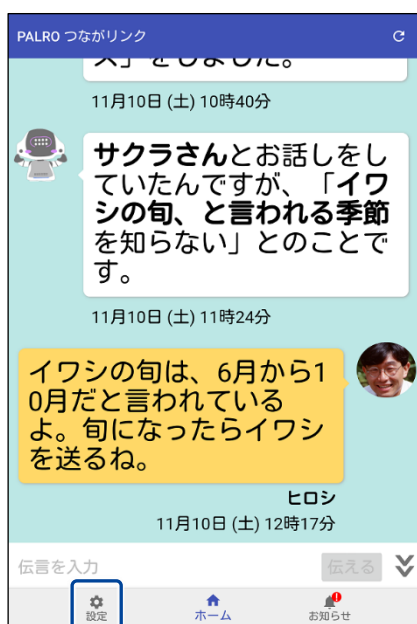 PALRO つながリンク
ス」をしました。
11月10日 (土) 10時40分
サクラさんとお話しをし
ていたんですが、「イワ
シの旬、と言われる季節
を知らない」とのことで
す。
11月10日 (土) 11時24分
イワシの旬は、6月から1
0月だと言われている
よ。旬になったらイワシ
を送るね。
ヒロシ
11月10日 (土) 12時17分
伝言を入力
伝える
設定
ホーム
お知らせ